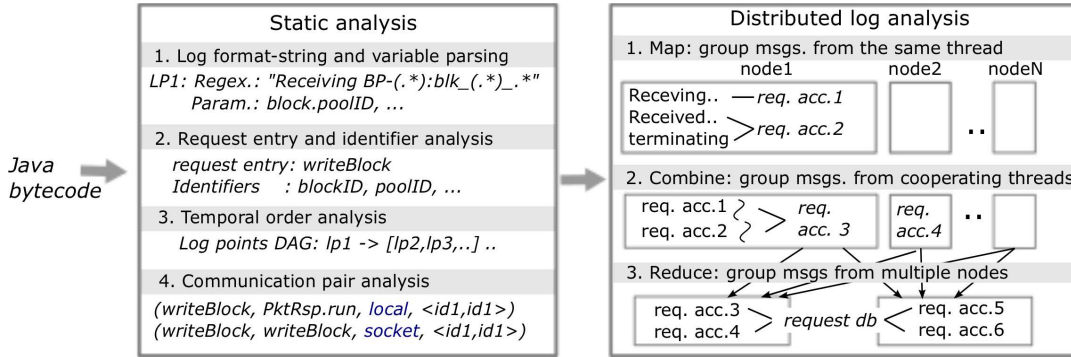 Java
bytecode
Static analysis
1. Log format-string and variable parsing
LP1: Regex.: "Receiving BP-(.*):blk_(.*)_.*"
Param.: block.poolID, ...
2. Request entry and identifier analysis
request entry: writeBlock
Identifiers : blockID, poolID, ...
3. Temporal order analysis
Log points DAG: lp1 -> [lp2,lp3,..] ..
4. Communication pair analysis
(writeBlock, PktRsp.run, local, <id1,id1>)
(writeBlock, writeBlock, socket, <id1,id1>)
Distributed log analysis
1. Map: group msgs. from the same thread
node1 node2 nodeN
Receving.. req. acc.1
Received.. 
terminating req. acc.2
..
2. Combine: group msgs. from cooperating threads
req. acc.1 req. req. ..
req. acc.2 acc. 3 acc.4
3. Reduce: group msgs from multiple nodes
req. acc.3 request db req. acc.5
req. acc.4 req. acc.6